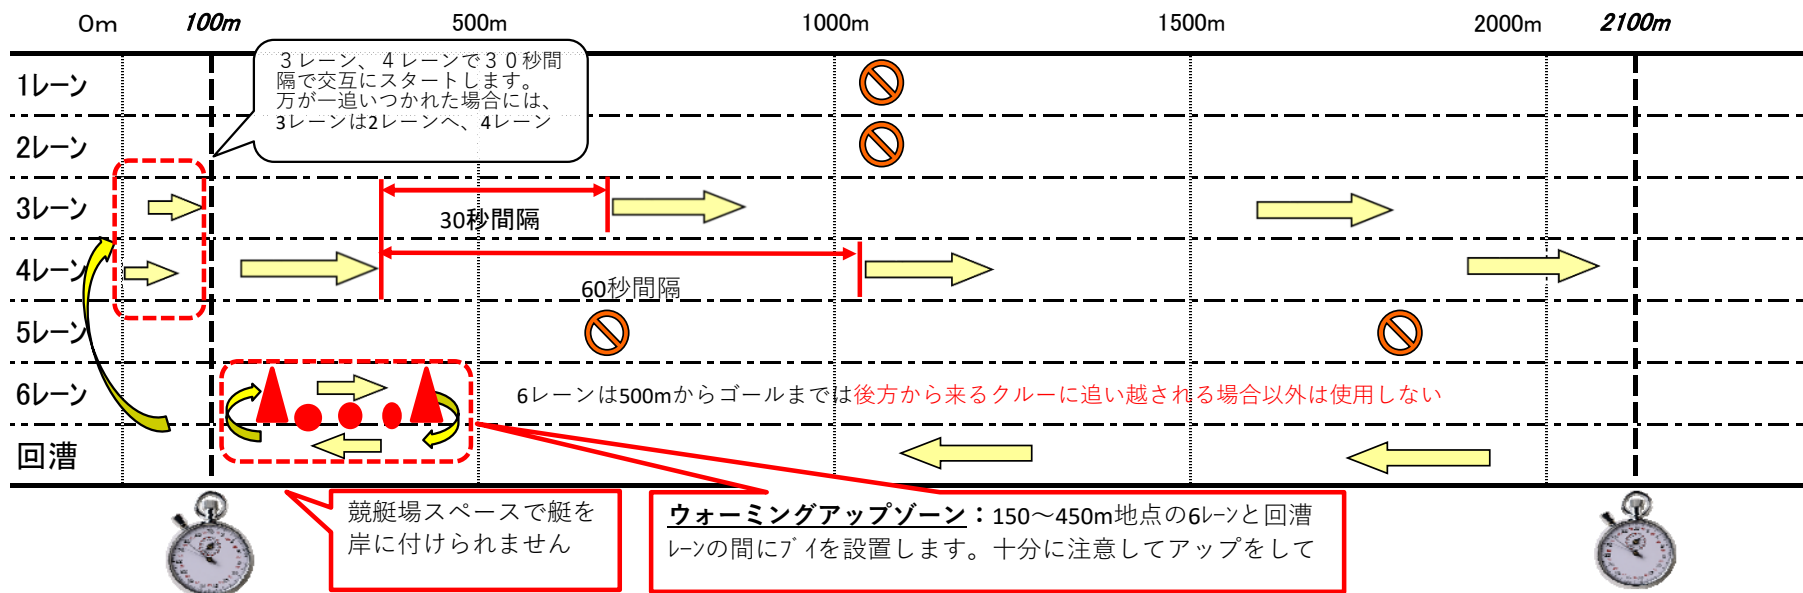 0m 100m 500m 1000m 1500m 2000m 2100m
3レーン、4レーンで30秒間
隔で交互にスタートします。
万が一追いつかれた場合には、
3レーンは2レーンへ、4レーン
1レーン
2レーン
3レーン
30秒間隔
4レーン
60秒間隔
5レーン
6レーン
6レーンは500mからゴールまでは後方から来るクルーに追い越される場合以外は使用しない
回漕
競艇場スペースで艇を
岸に付けられません
ウォーミングアップゾーン：150～450m地点の6レーンと回漕
レーンの間にブイを設置します。十分に注意してアップをして